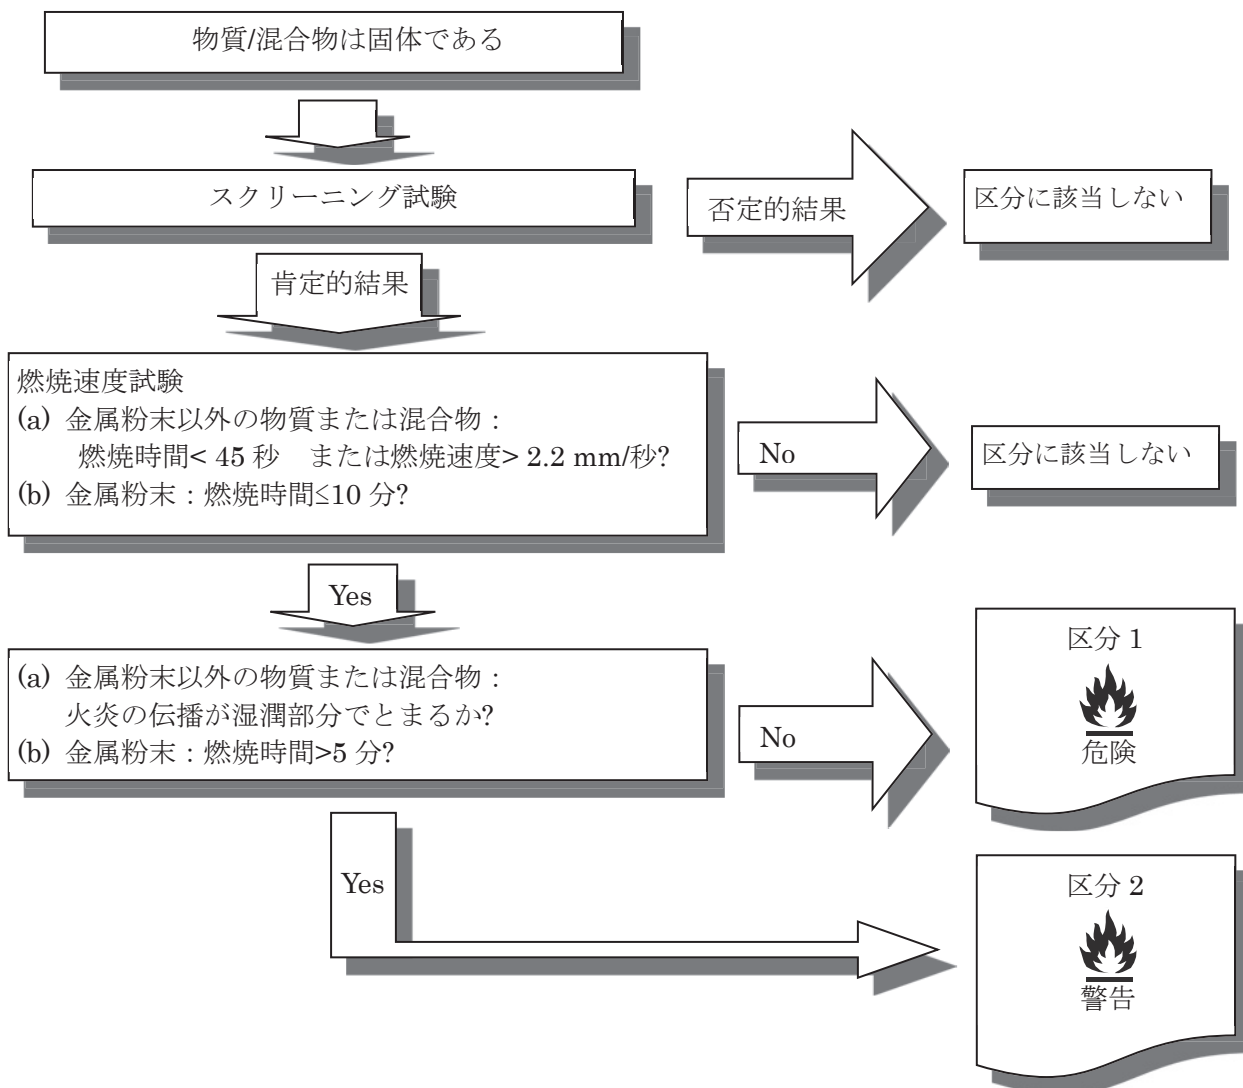 物質/混合物は固体である
スクリーニング試験
否定的結果
区分に該当しない
肯定的結果
燃焼速度試験
(a) 金属粉末以外の物質または混合物：
燃焼時間< 45 秒　または燃焼速度> 2.2 mm/秒?
(b) 金属粉末：燃焼時間≤10 分?
No
区分に該当しない
Yes
(a) 金属粉末以外の物質または混合物：
火炎の伝播が湿潤部分でとまるか?
(b) 金属粉末：燃焼時間>5 分?
No
区分 1
危険
Yes
区分 2
警告